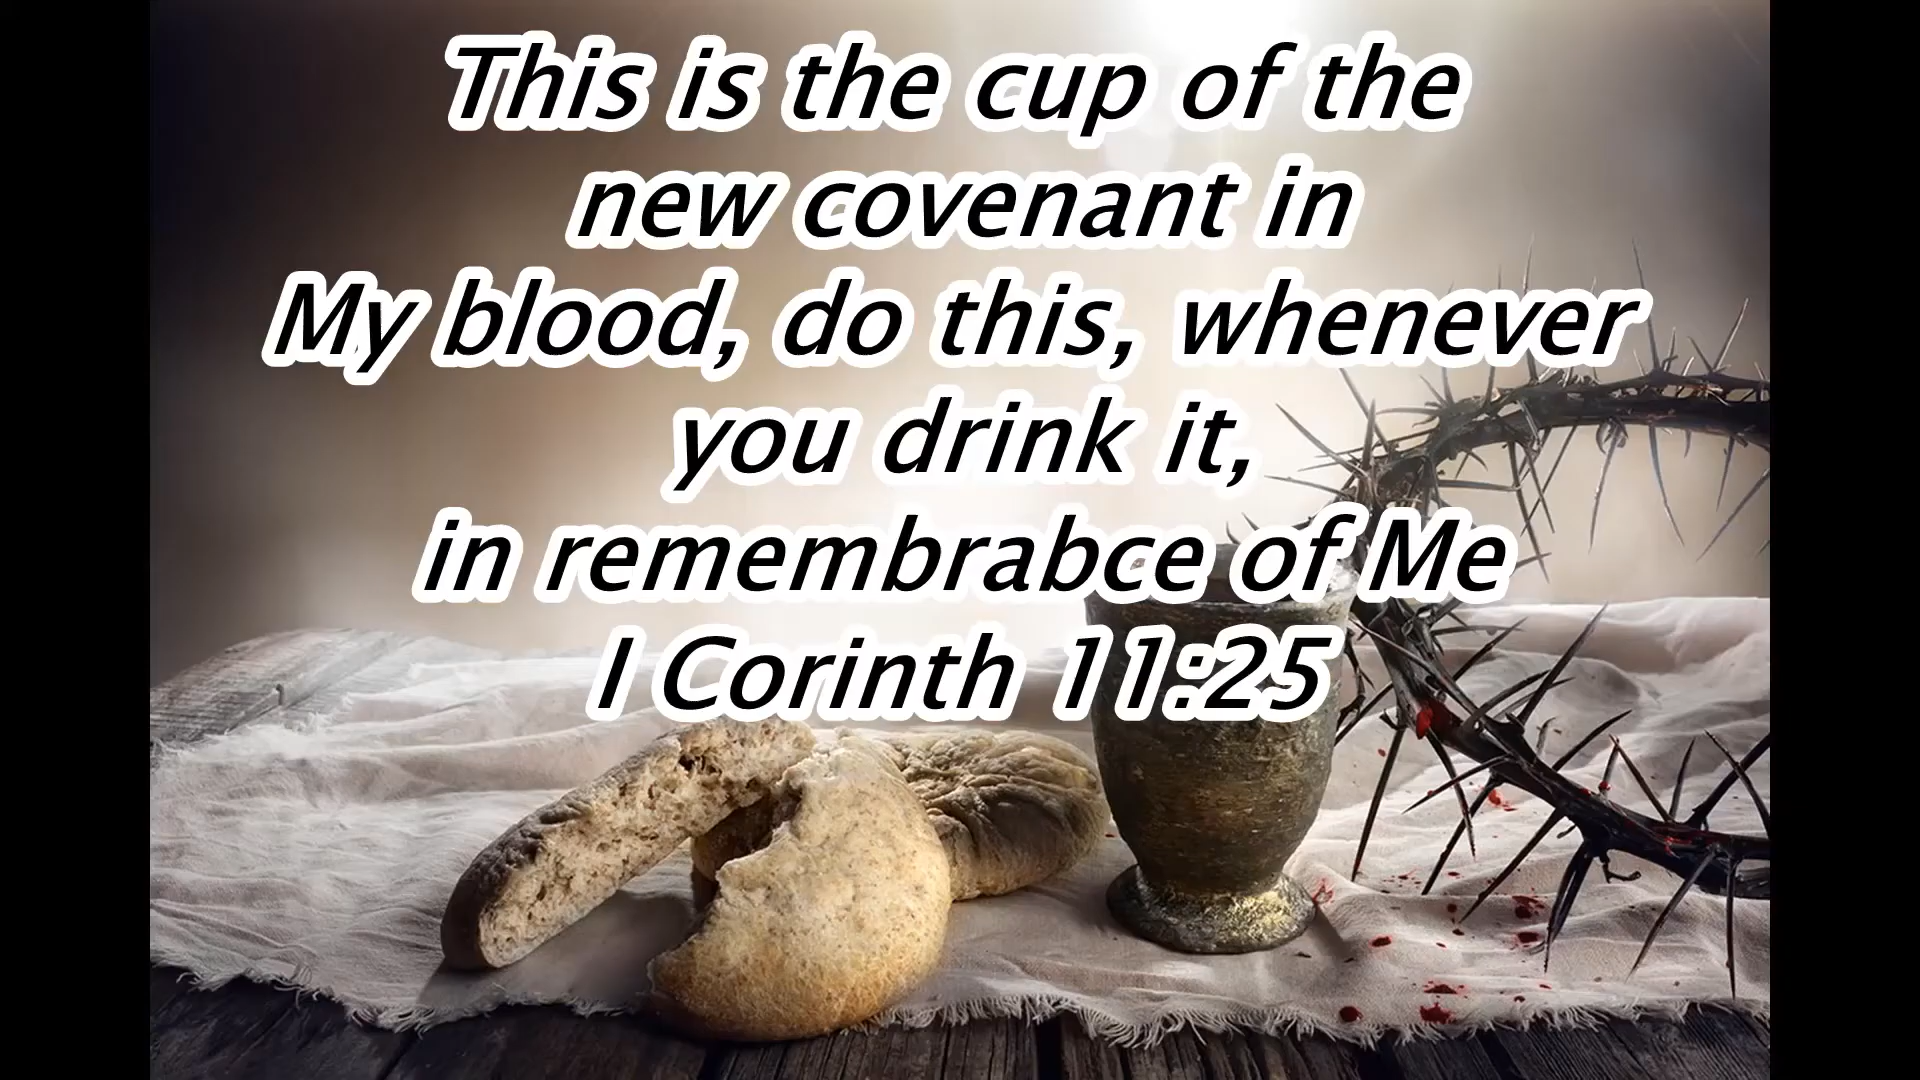 This is the cup of the
new covenant in
My blood, do this, whenever
you drink it,
in remembrabce of Me
I Corinth 11:25